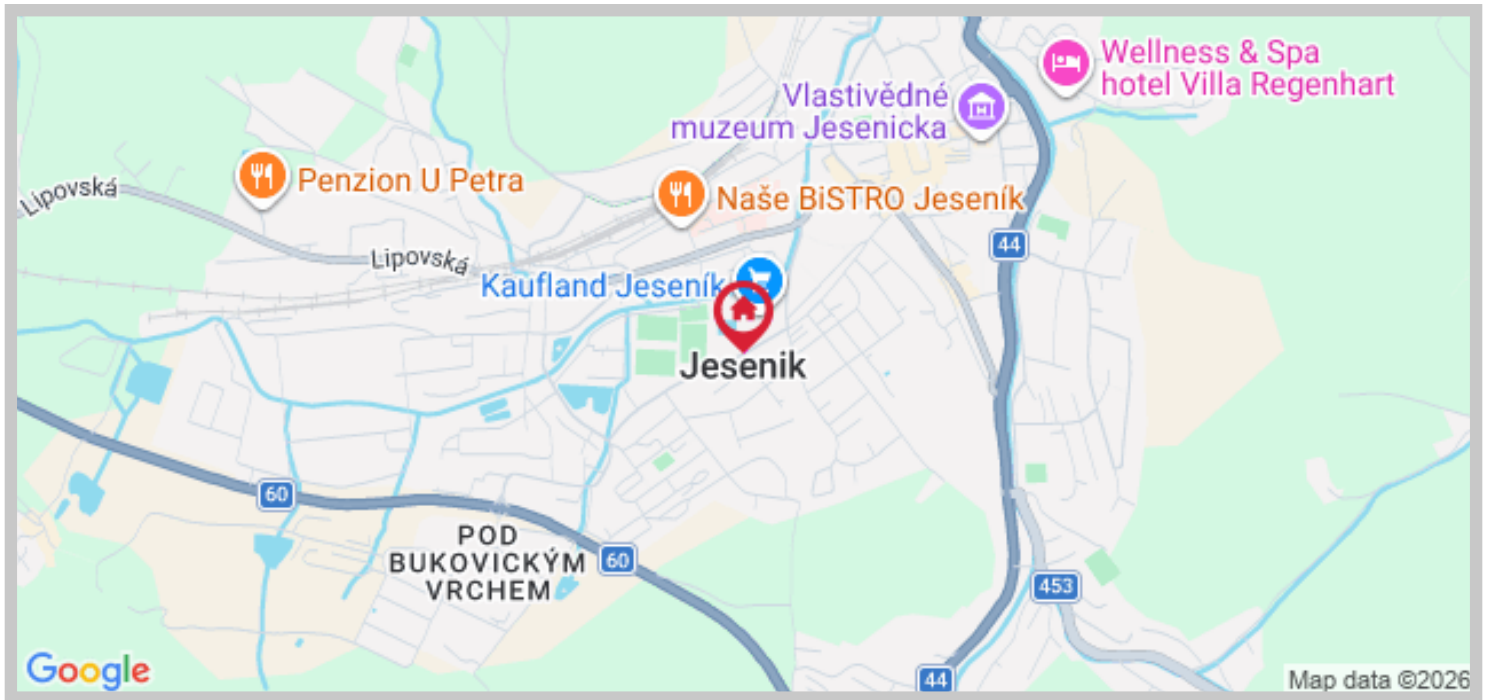 Wellness & Spa
hotel Villa Regenhart
Vlastivědné
muzeum Jesenicka
Penzion U Petra
Naše BiSTRO Jeseník
Lipovská
Lipovská
44
Kaufland Jeseník
Jesenik
60
POD
BUKOVICKÝM
VRCHEM
60
453
44
Google
Map data ©2026